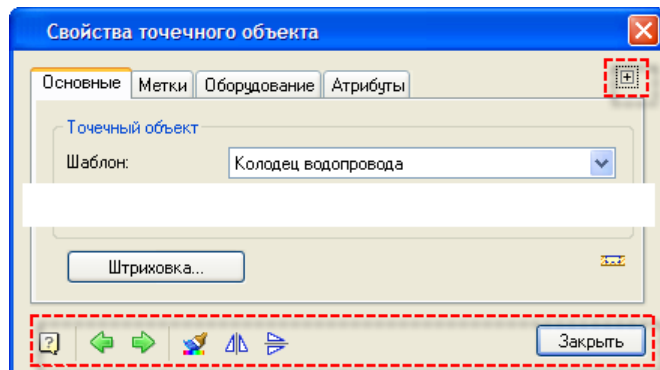 Свойства точечного объекта
Основные Метки Оборудование Атрибуты
Точечный объект
Шаблон: Колодец водопровода
Штриховка...
Закрыть